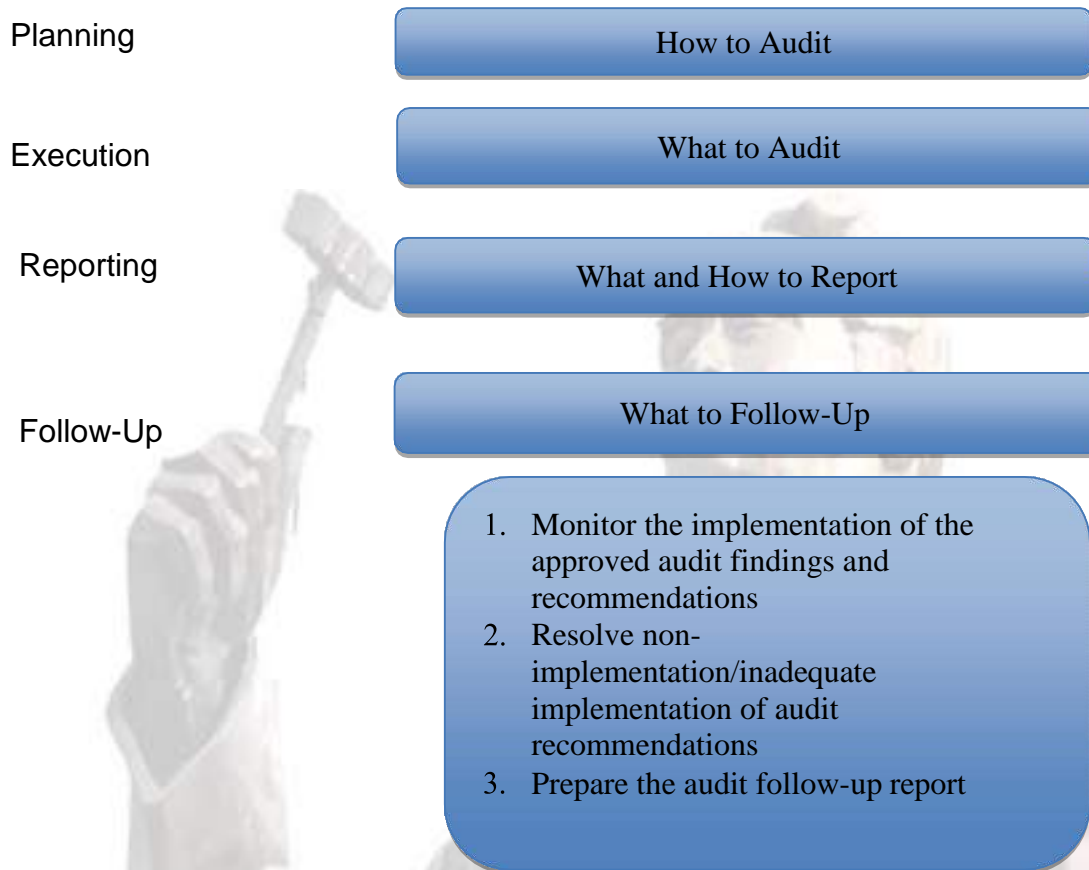 Planning
How to Audit
Execution
What to Audit
Reporting
What and How to Report
Follow-Up
What to Follow-Up
1. Monitor the implementation of the
approved audit findings and
recommendations
2. Resolve non-
implementation/inadequate
implementation of audit
recommendations
3. Prepare the audit follow-up report